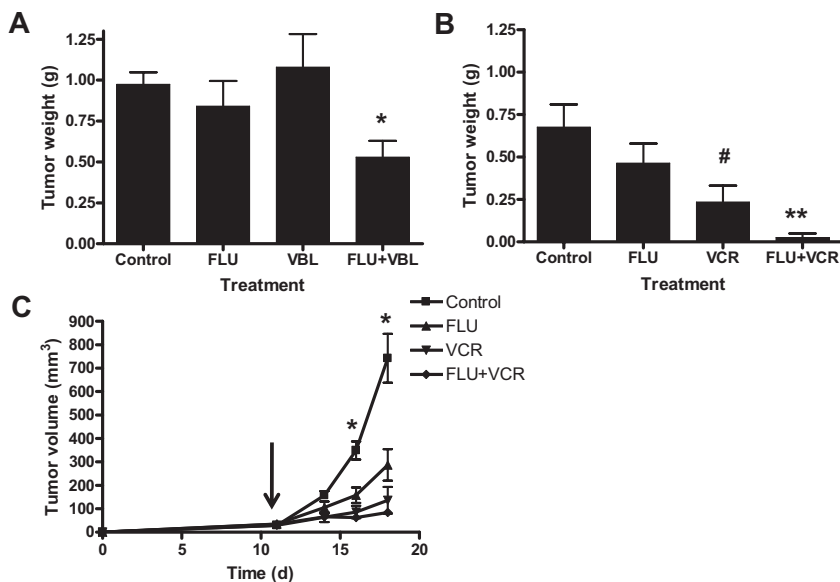 A
Tumor weight (g)
1.25
1.00
0.75
0.50
0.25
0.00
*
Control FLU VBL FLU+VBL
Treatment
B
Tumor weight (g)
1.25
1.00
0.75
0.50
0.25
0.00
#
**
Control FLU VCR FLU+VCR
Treatment
C
Tumor volume (mm³)
900
800
700
600
500
400
300
200
100
0
*
*
0 5 10 15 20
Time (d)
Control
FLU
VCR
FLU+VCR